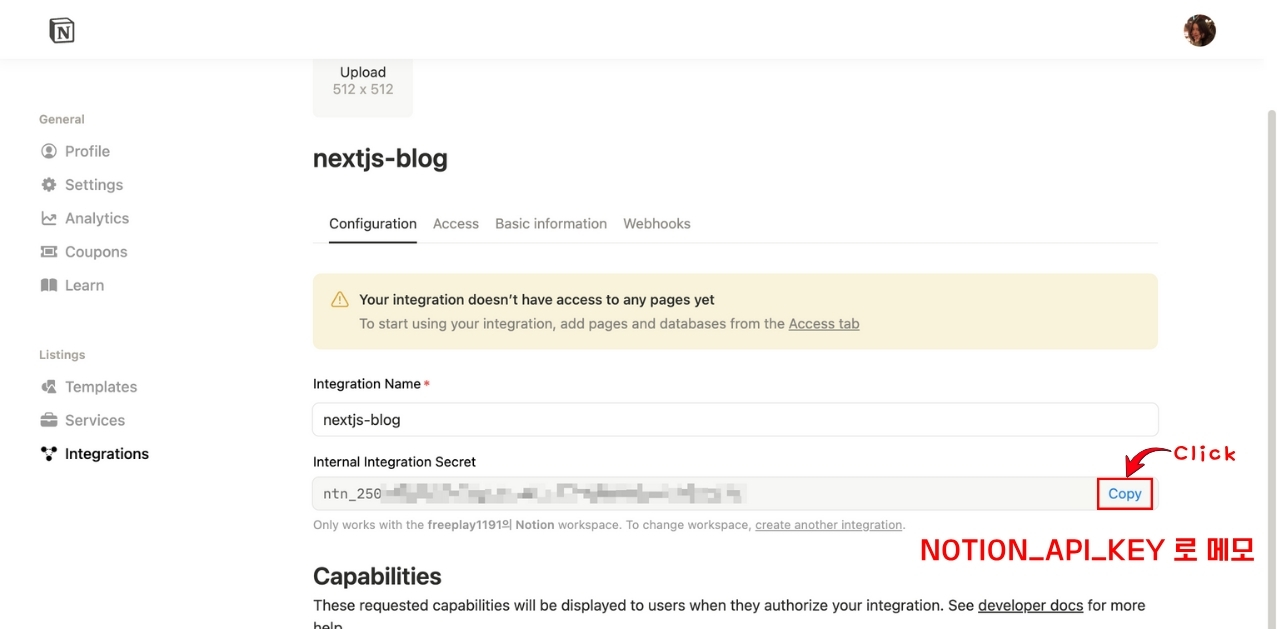 N
Upload
512 x 512
General
Profile
Settings
Analytics
Coupons
Learn
Listings
Templates
Services
Integrations
nextjs-blog
Configuration Access Basic information Webhooks
Your integration doesn't have access to any pages yet
To start using your integration, add pages and databases from the Access tab
Integration Name *
nextjs-blog
Internal Integration Secret
ntn_250
Copy
Click
Only works with the freeplay1191의 Notion workspace. To change workspace, create another integration.
NOTION_API_KEY 로 메모
Capabilities
These requested capabilities will be displayed to users when they authorize your integration. See developer docs for more
help.